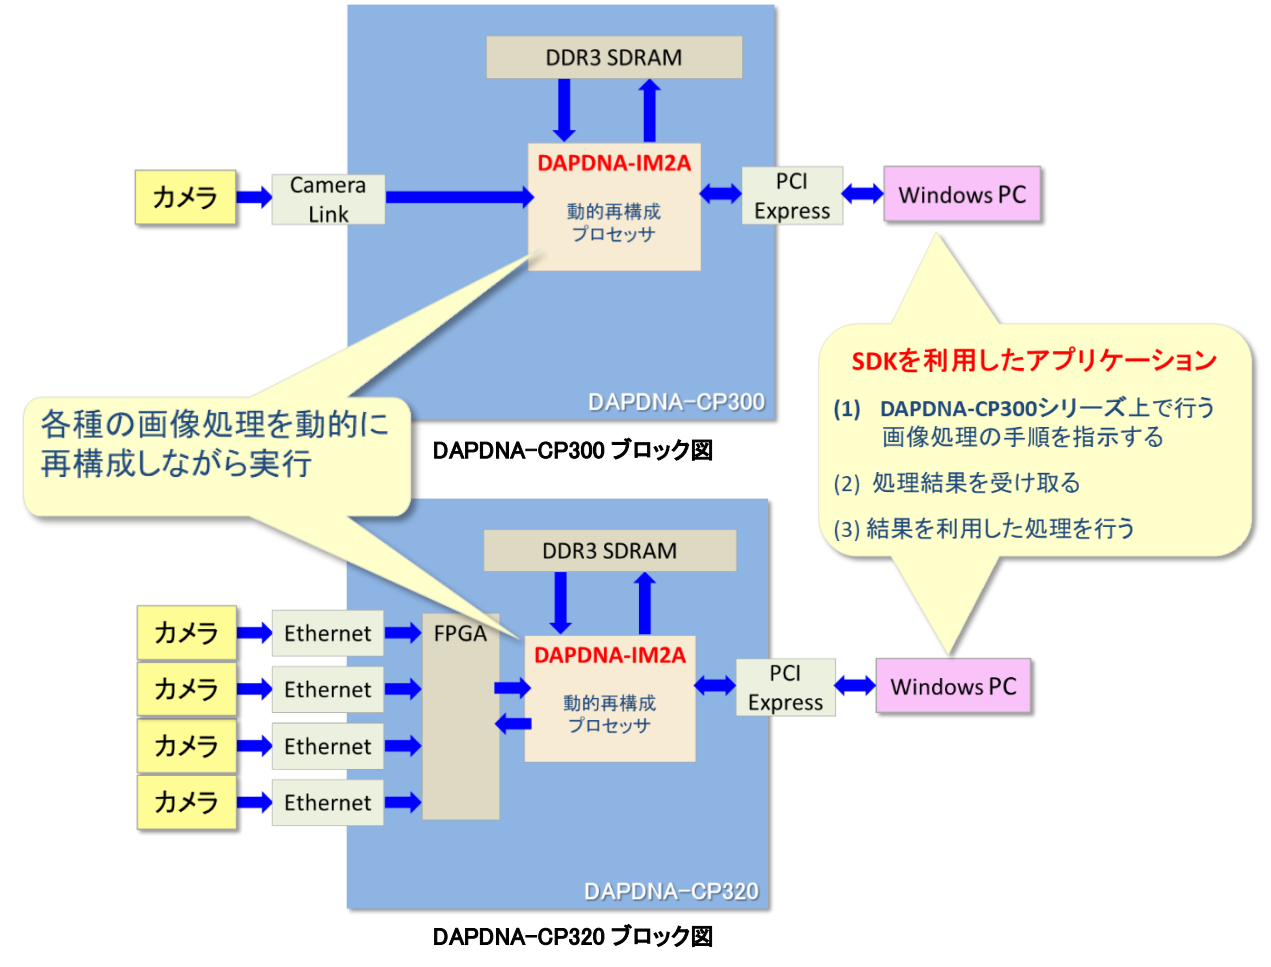 DDR3 SDRAM
DAPDNA-IM2A
動的再構成
プロセッサ
カメラ
Camera
Link
PCI
Express
Windows PC
DAPDNA-CP300
DAPDNA-CP300 ブロック図
各種の画像処理を動的に
再構成しながら実行
SDKを利用したアプリケーション
(1) DAPDNA-CP300シリーズ上で行う
画像処理の手順を指示する
(2) 処理結果を受け取る
(3) 結果を利用した処理を行う
DDR3 SDRAM
カメラ
Ethernet
カメラ
Ethernet
カメラ
Ethernet
カメラ
Ethernet
FPGA
DAPDNA-IM2A
動的再構成
プロセッサ
PCI
Express
Windows PC
DAPDNA-CP320
DAPDNA-CP320 ブロック図